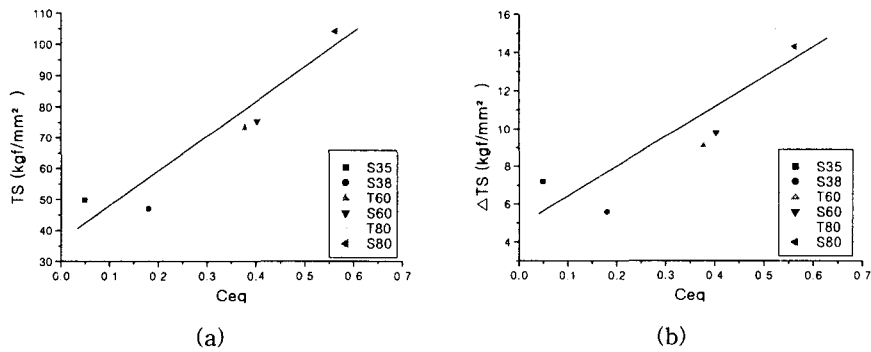 TS (kgf/mm²)
110
100
90
80
70
60
50
40
30
0.0
0.1
0.2
0.3
0.4
0.5
0.6
0.7
Ceq
S35
S38
T60
S60
T80
S80
(a)
△TS (kgf/mm²)
16
14
12
10
8
6
4
0.0
0.1
0.2
0.3
0.4
0.5
0.6
0.7
Ceq
S35
S38
T60
S60
T80
S80
(b)